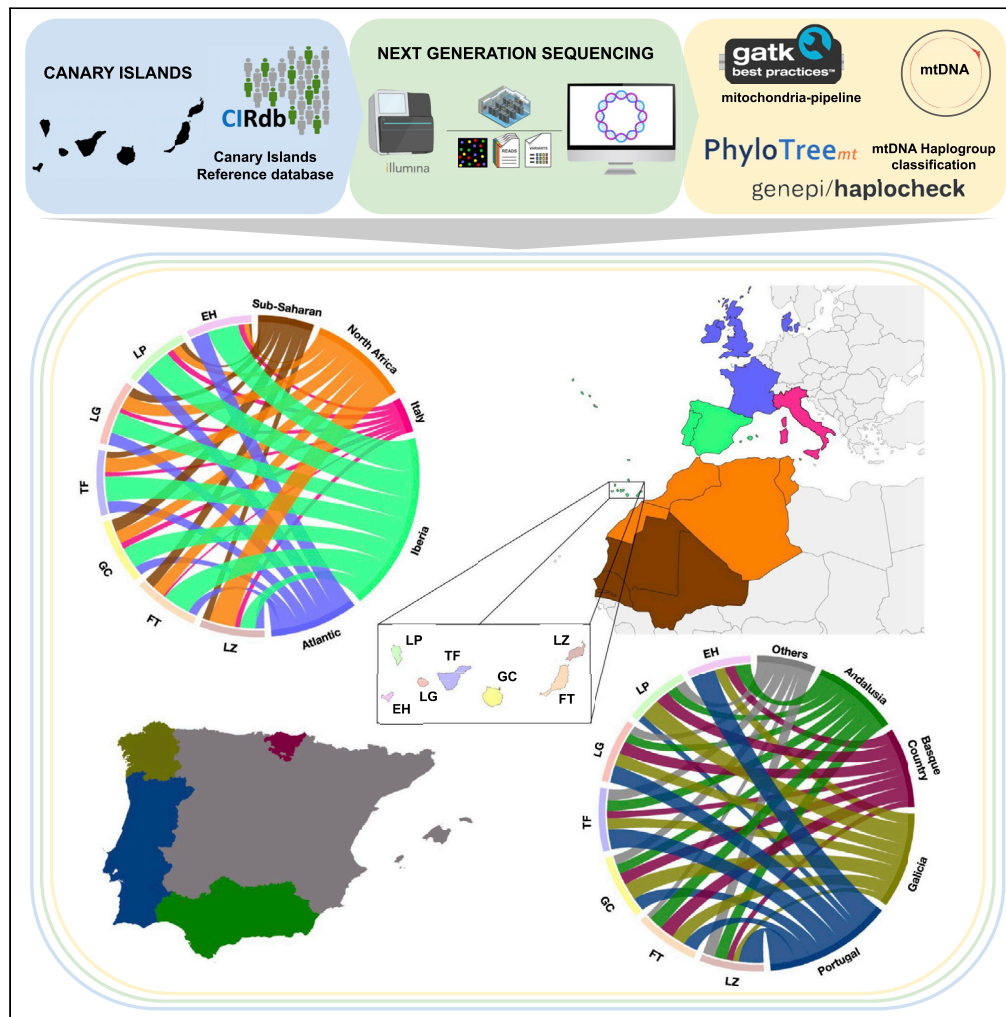 CANARY ISLANDS
CIRdb
Canary Islands
Reference database
NEXT GENERATION SEQUENCING
illumina
READS
VARIANTS
gatk
best practices™
mitochondria-pipeline
mtDNA
PhyloTreemt
mtDNA Haplogroup
classification
genepi/haplocheck
EH
Sub-Saharan
North Africa
Italy
Iberia
Atlantic
LZ
FT
GC
TF
LG
LP
LP
TF
LZ
GC
LG
EH
FT
EH
Others
Andalusia
Basque
Country
Galicia
Portugal
LZ
FT
GC
TF
LG
LP